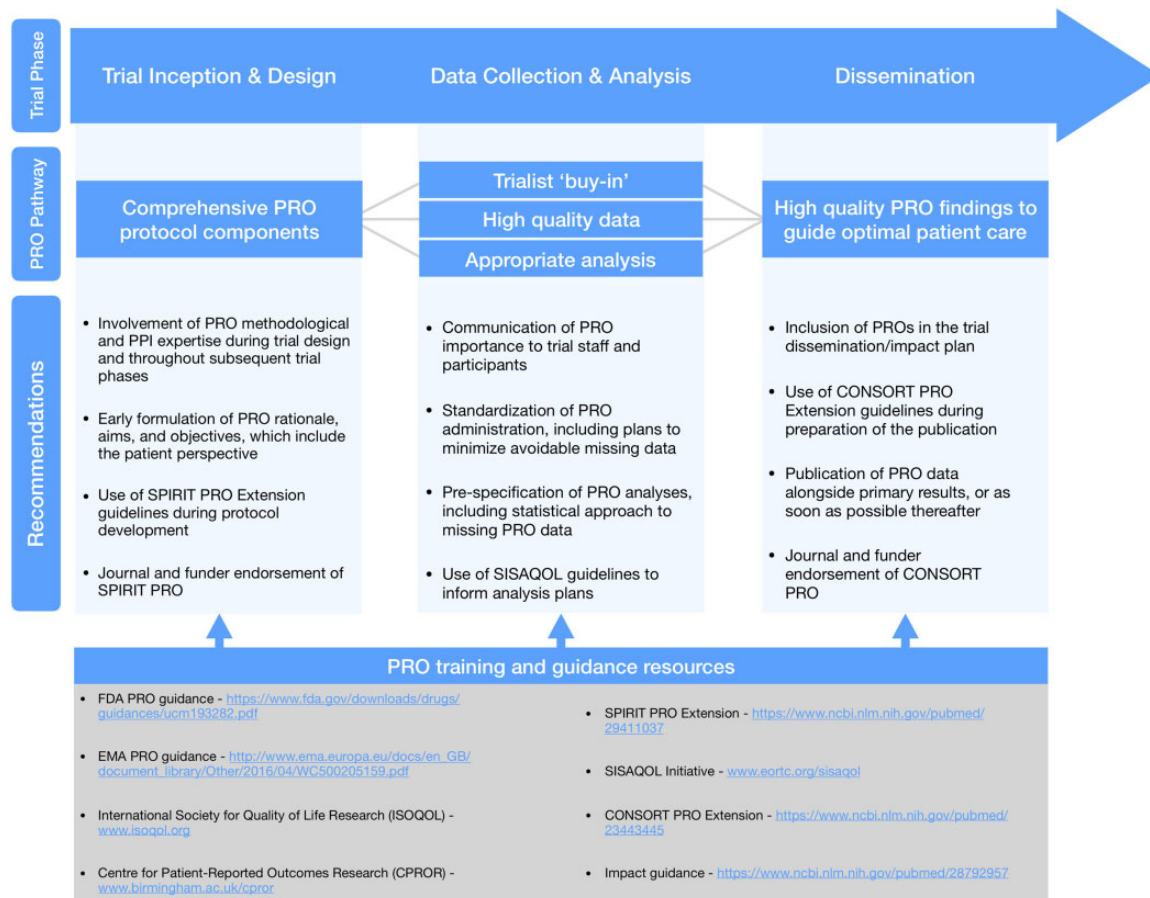 Trial Phase
Trial Inception & Design
Data Collection & Analysis
Dissemination
PRO Pathway
Comprehensive PRO
protocol components
Trialist ‘buy-in’
High quality data
Appropriate analysis
High quality PRO findings to
guide optimal patient care
Recommendations
• Involvement of PRO methodological
and PPI expertise during trial design
and throughout subsequent trial
phases
• Early formulation of PRO rationale,
aims, and objectives, which include
the patient perspective
• Use of SPIRIT PRO Extension
guidelines during protocol
development
• Journal and funder endorsement of
SPIRIT PRO
• Communication of PRO
importance to trial staff and
participants
• Standardization of PRO
administration, including plans to
minimize avoidable missing data
• Pre-specification of PRO analyses,
including statistical approach to
missing PRO data
• Use of SISAQOL guidelines to
inform analysis plans
• Inclusion of PROs in the trial
dissemination/impact plan
• Use of CONSORT PRO
Extension guidelines during
preparation of the publication
• Publication of PRO data
alongside primary results, or as
soon as possible thereafter
• Journal and funder
endorsement of CONSORT
PRO
PRO training and guidance resources
• FDA PRO guidance - https://www.fda.gov/downloads/drugs/
guidances/ucm193282.pdf
• EMA PRO guidance - http://www.ema.europa.eu/docs/en_GB/
document_library/Other/2016/04/WC500205159.pdf
• International Society for Quality of Life Research (ISOQOL) -
www.isoqol.org
• Centre for Patient-Reported Outcomes Research (CPROR) -
www.birmingham.ac.uk/cpror
• SPIRIT PRO Extension - https://www.ncbi.nlm.nih.gov/pubmed/
29411037
• SISAQOL Initiative - www.eortc.org/sisaqol
• CONSORT PRO Extension - https://www.ncbi.nlm.nih.gov/pubmed/
23443445
• Impact guidance - https://www.ncbi.nlm.nih.gov/pubmed/28792957